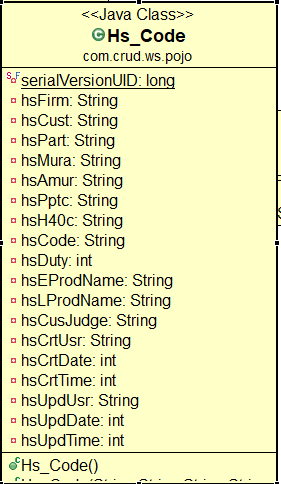 <<Java Class>>
Hs_Code
com.crud.ws.pojo
serialVersionUID: long
hsFirm: String
hsCust: String
hsPart: String
hsMura: String
hsAmur: String
hsPptc: String
hsH40c: String
hsCode: String
hsDuty: int
hsEProdName: String
hsLProdName: String
hsCusJudge: String
hsCrtUsr: String
hsCrtDate: int
hsCrtTime: int
hsUpdUsr: String
hsUpdDate: int
hsUpdTime: int
Hs_Code()